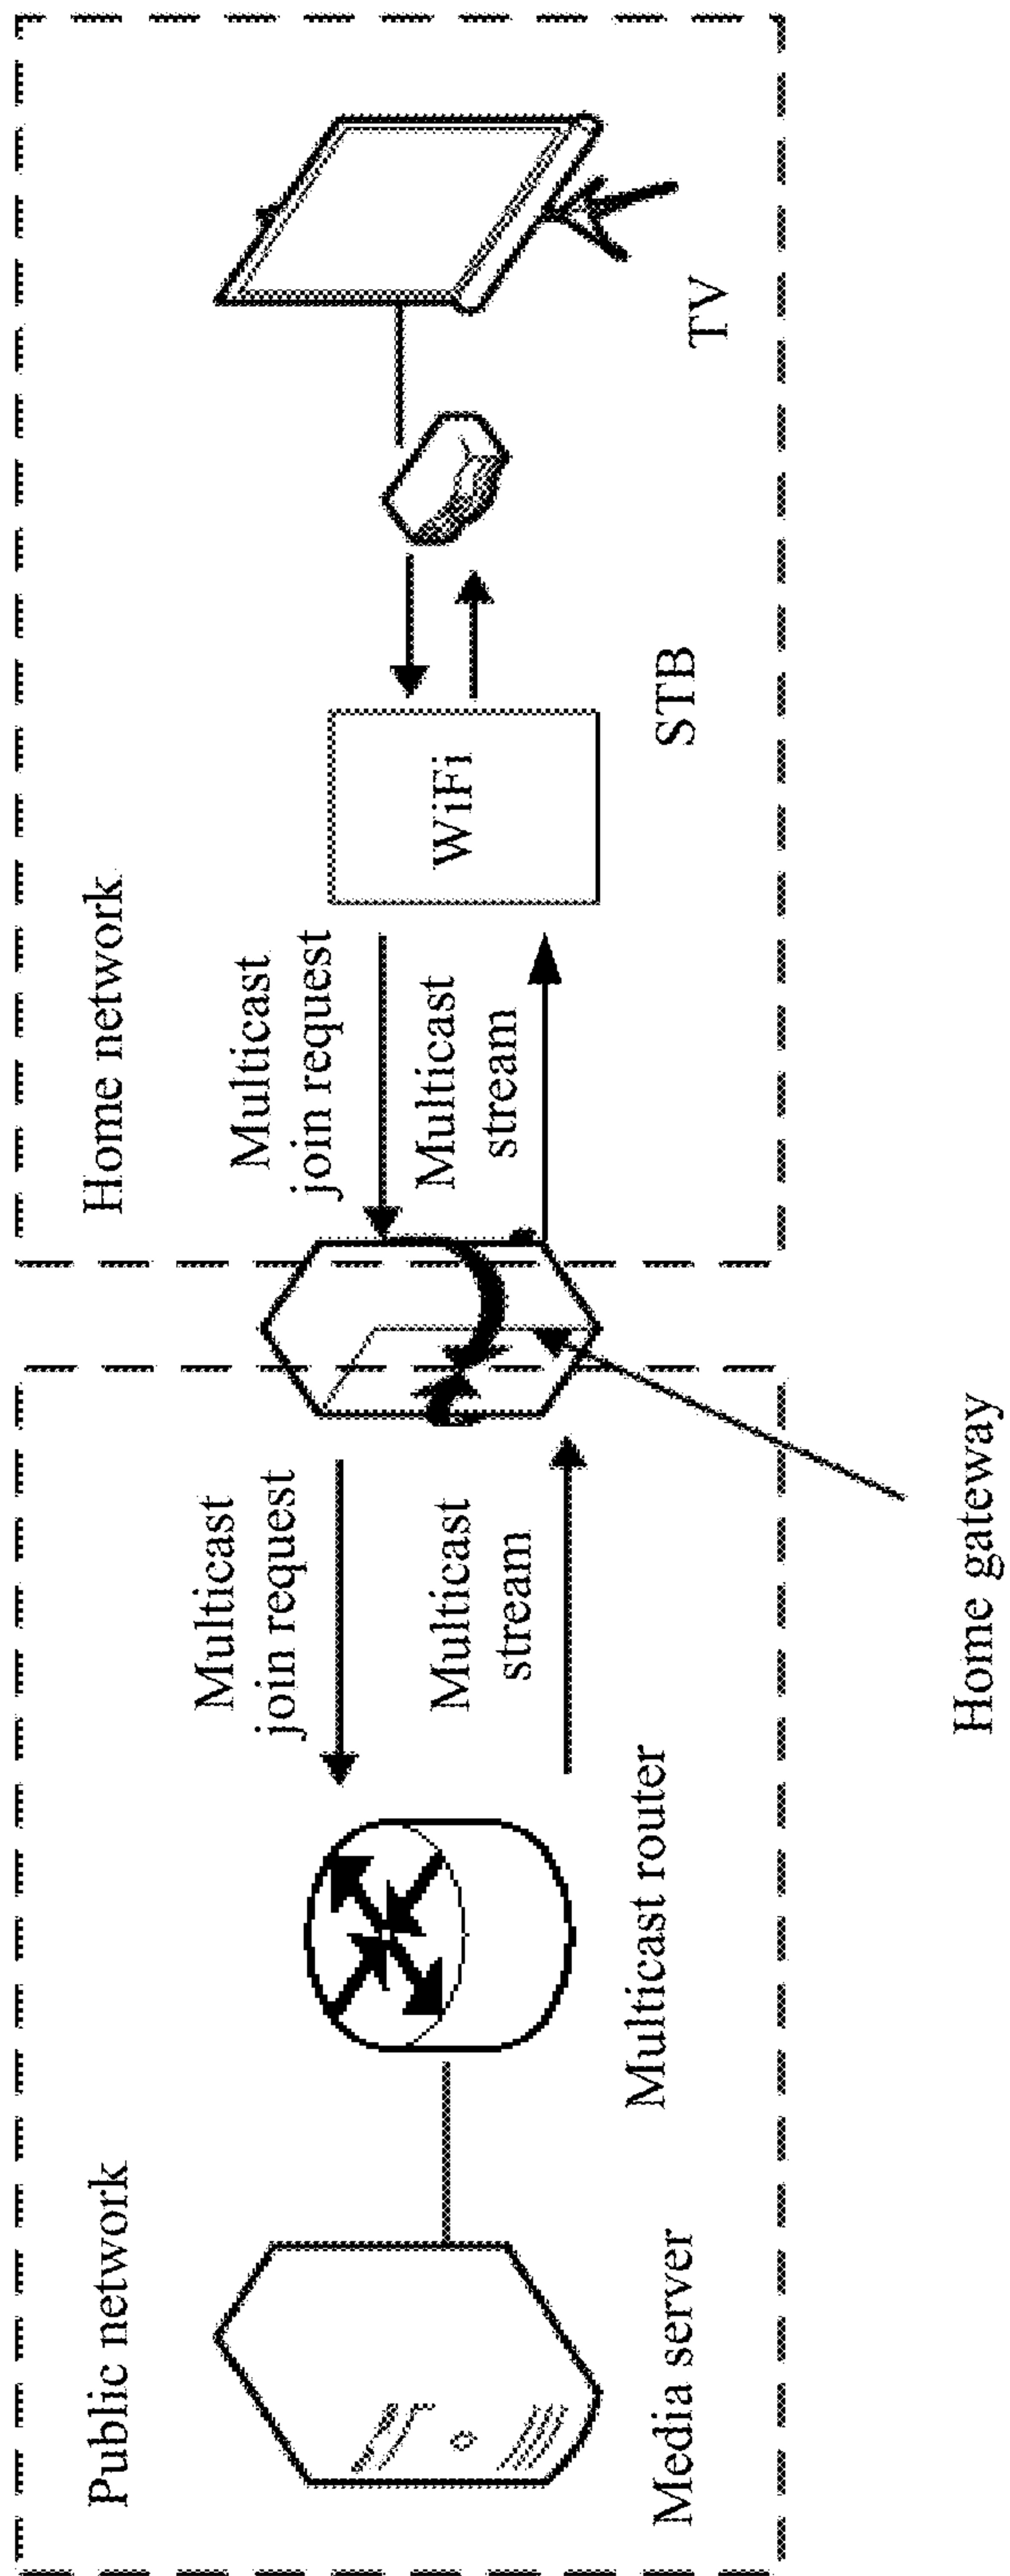 Public network
Home network
Multicast
join request
Multicast
stream
Multicast
join request
Multicast
stream
WiFi
Media server
Multicast router
STB
TV
Home gateway